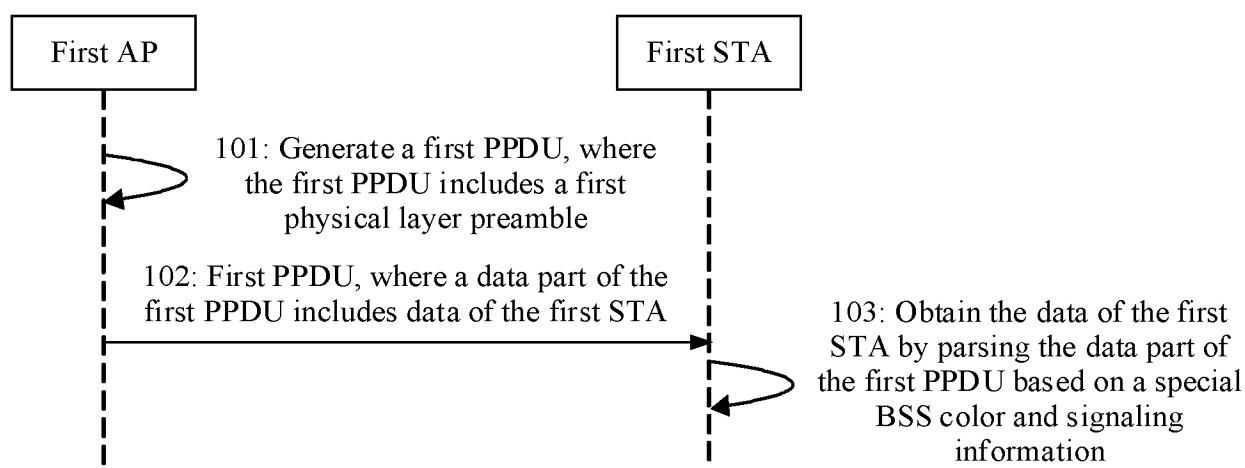 First AP
First STA
101: Generate a first PPDU, where
the first PPDU includes a first
physical layer preamble
102: First PPDU, where a data part of the
first PPDU includes data of the first STA
103: Obtain the data of the first
STA by parsing the data part of
the first PPDU based on a special
BSS color and signaling
information